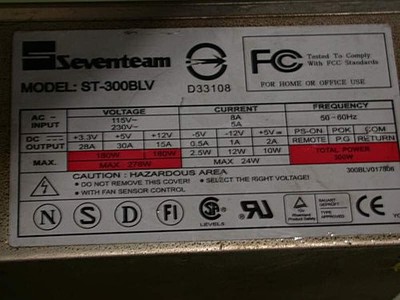 Seventeam
MODEL: ST-300BLV
D33108
FC
Tested To Comply
With FCC Standards
FOR HOME OR OFFICE USE
AC - INPUT
VOLTAGE
115V~
230V~
CURRENT
8A
5A
FREQUENCY
50-60Hz
DC OUTPUT
+3.3V +5V +12V -5V -12V +5V PS-ON POK COM
28A 30A 15A 0.5A 1A 2A REMOTE P.G. RETURN
MAX. 180W 180W 2.5W 12W 10W TOTAL POWER
MAX. 270W MAX. 24W 300W
CAUTION : HAZARDOUS AREA
• DO NOT REMOVE THIS COVER! • SELECT THE RIGHT VOLTAGE!
• WITH FAN SENSOR CONTROL
N S D FI
LEVEL 6
CE